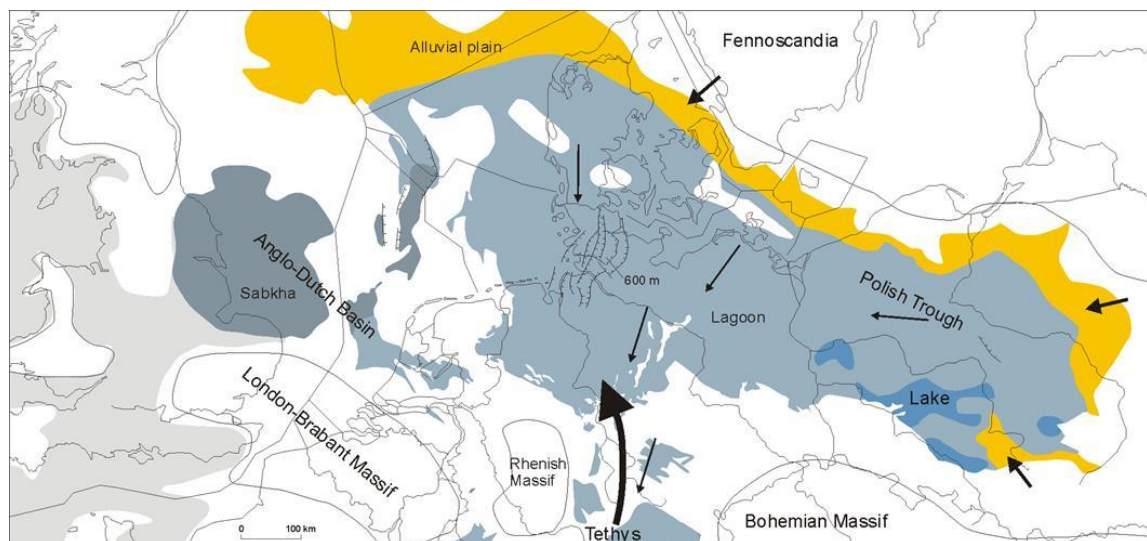 Alluvial plain
Fennoscandia
Anglo-Dutch Basin
Sabkha
600 m
Lagoon
Polish Trough
Lake
London-Brabant Massif
Rhenish
Massif
0
100 km
Tethys
Bohemian Massif